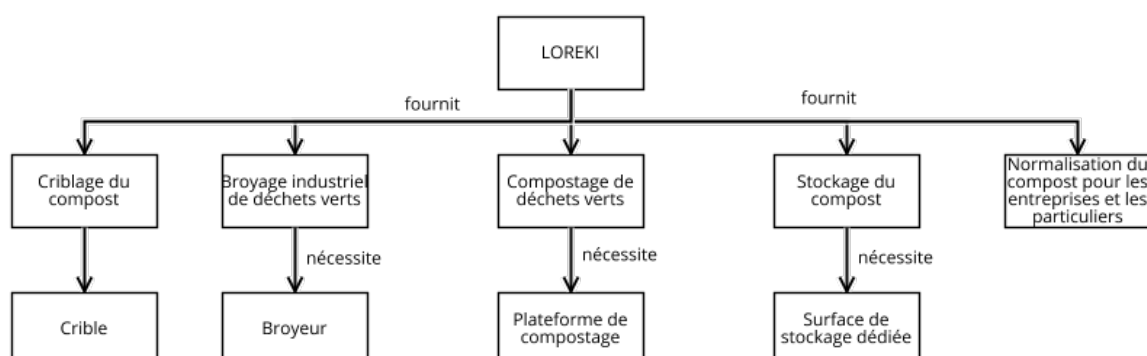 LOREKI
fournit
fournit
Criblage du
compost
Broyage industriel
de déchets verts
Compostage de
déchets verts
Stockage du
compost
Normalisation du
compost pour les
entreprises et les
particuliers
nécessite
nécessite
nécessite
Crible
Broyeur
Plateforme de
compostage
Surface de
stockage dédiée